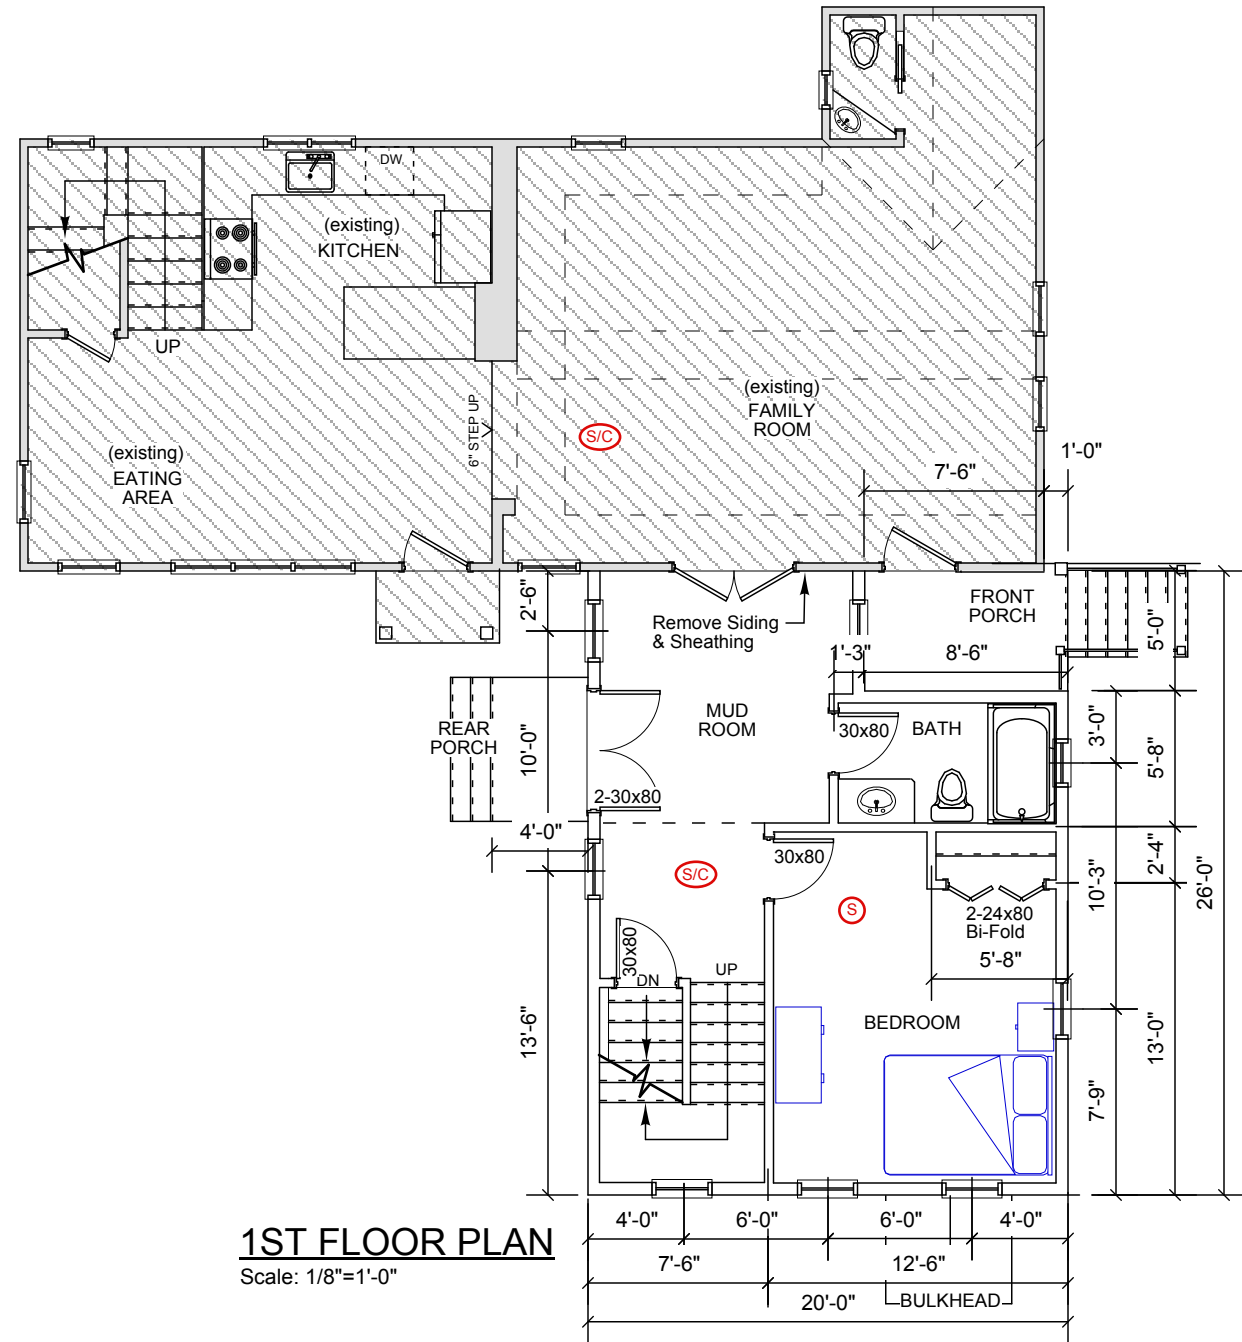 DW
(existing)
KITCHEN
UP
(existing)
FAMILY
ROOM
6" STEP UP
S/C
(existing)
EATING
AREA
1'-0"
7'-6"
2'-6"
FRONT
PORCH
Remove Siding
& Sheathing
5'-0"
1'-3"
8'-6"
MUD
ROOM
REAR
PORCH
30x80
BATH
3'-0"
10'-0"
5'-8"
2-30x80
4'-0"
30x80
2'-4"
S/C
10'-3"
26'-0"
S
2-24x80
Bi-Fold
30x80
5'-8"
DN
UP
BEDROOM
13'-6"
13'-0"
7'-9"
4'-0"
6'-0"
6'-0"
4'-0"
1ST FLOOR PLAN
7'-6"
12'-6"
Scale: 1/8"=1'-0"
20'-0"
BULKHEAD